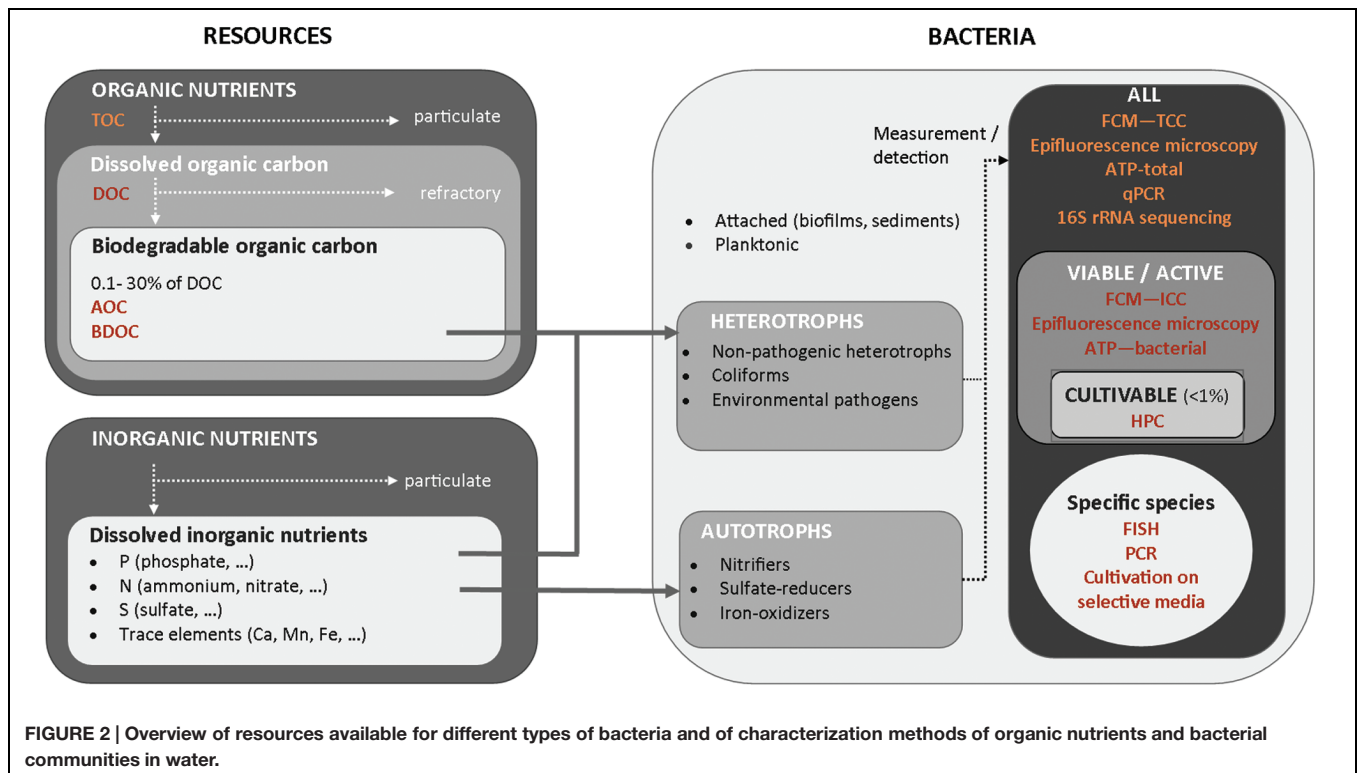 RESOURCES
ORGANIC NUTRIENTS
TOC
particulate
Dissolved organic carbon
DOC
refractory
Biodegradable organic carbon
0.1- 30% of DOC
AOC
BDOC
INORGANIC NUTRIENTS
particulate
Dissolved inorganic nutrients
• P (phosphate, ...)
• N (ammonium, nitrate, ...)
• S (sulfate, ...)
• Trace elements (Ca, Mn, Fe, ...)
BACTERIA
Measurement /
detection
• Attached (biofilms, sediments)
• Planktonic
HETEROTROPHS
• Non-pathogenic heterotrophs
• Coliforms
• Environmental pathogens
AUTOTROPHS
• Nitrifiers
• Sulfate-reducers
• Iron-oxidizers
ALL
FCM—TCC
Epifluorescence microscopy
ATP-total
qPCR
16S rRNA sequencing
VIABLE / ACTIVE
FCM—ICC
Epifluorescence microscopy
ATP—bacterial
CULTIVABLE (<1%)
HPC
Specific species
FISH
PCR
Cultivation on
selective media
FIGURE 2 | Overview of resources available for different types of bacteria and of characterization methods of organic nutrients and bacterial
communities in water.